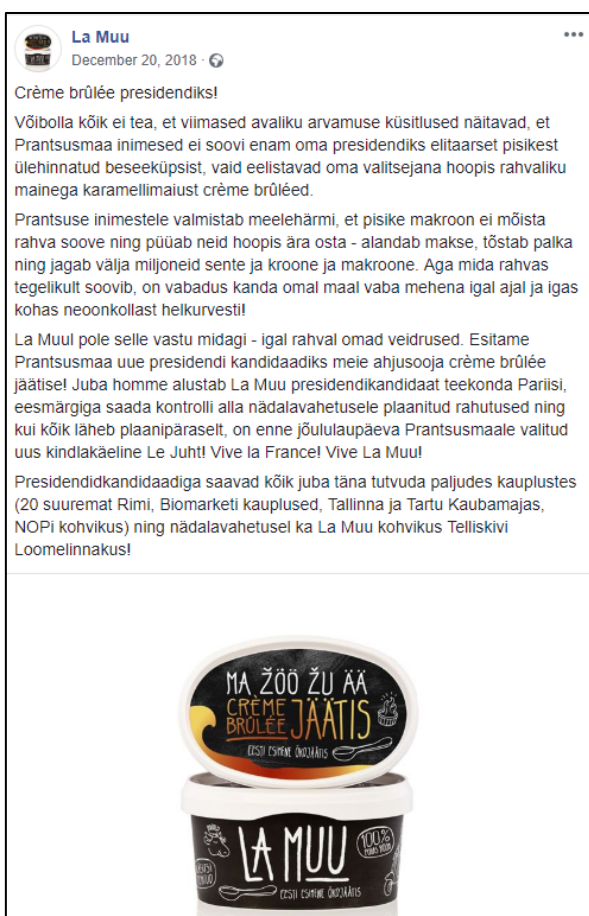 La Muu
December 20, 2018
Crème brûlée presidendiks!
Võibolla kõik ei tea, et viimased avaliku arvamuse küsitlused näitavad, et
Prantsusmaa inimesed ei soovi enam oma presidendiks elitaarset pisikest
ülehinnatud beseeküpsist, vaid eelistavad oma valitsejana hoopis rahvaliku
mainega karamellimaiust crème brûléed.
Prantsuse inimestele valmistab meelehärmi, et pisike makroon ei mõista
rahva soove ning püüab neid hoopis ära osta - alandab makse, tõstab palka
ning jagab välja miljoneid sente ja kroone ja makroone. Aga mida rahvas
tegelikult soovib, on vabadus kanda omal maal vaba mehena igal ajal ja igas
kohas neoonkollast helkurvesti!
La Muul pole selle vastu midagi - igal rahval omad veidrused. Esitame
Prantsusmaa uue presidendi kandidaadiks meie ahjusooja crème brûlée
jäätise! Juba homme alustab La Muu presidendikandidaat teekonda Pariisi,
eesmärgiga saada kontrolli alla nädalavahetusele plaanitud rahutused ning
kui kõik läheb plaanipäraselt, on enne jõululaupäeva Prantsusmaale valitud
uus kindlakäeline Le Juht! Vive la France! Vive La Muu!
Presidendidkandidaadiga saavad kõik juba täna tutvuda paljudes kauplustes
(20 suuremat Rimi, Biomarketi kauplused, Tallinna ja Tartu Kaubamajas,
NOPi kohvikus) ning nädalavahetusel ka La Muu kohvikus Telliskivi
Loomelinnakus!
MA ŽÖÖ ŽU ÄÄ
CRÈME
BRÛLÉE JÄÄTIS
EESTI ESIMENE ÖKOJÄÄTIS
LA MUU
100%
EESTI ESIMENE ÖKOJÄÄTIS